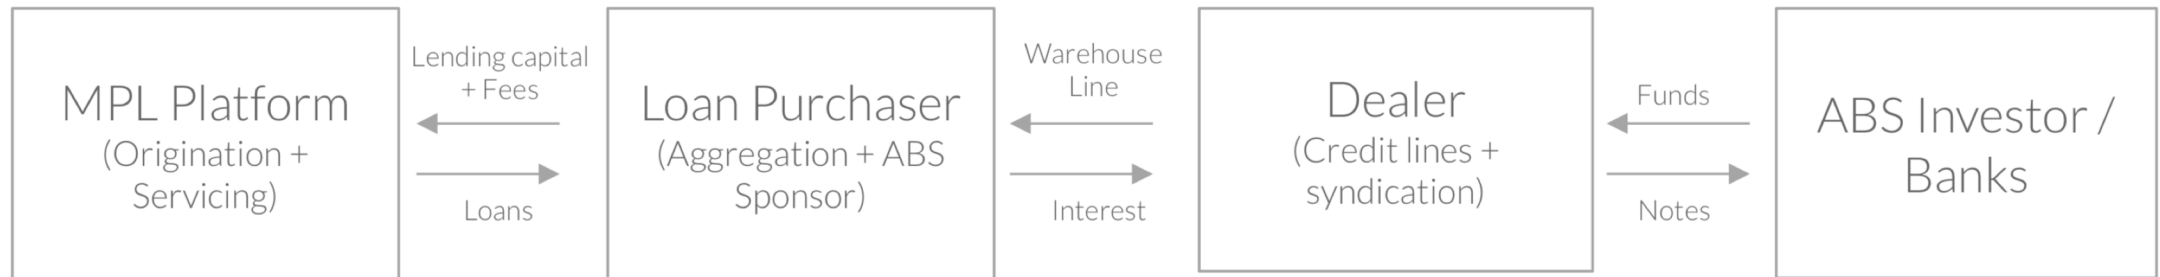 MPL Platform
(Origination +
Servicing)
Lending capital
+ Fees
Loans
Loan Purchaser
(Aggregation + ABS
Sponsor)
Warehouse
Line
Interest
Dealer
(Credit lines +
syndication)
Funds
Notes
ABS Investor /
Banks